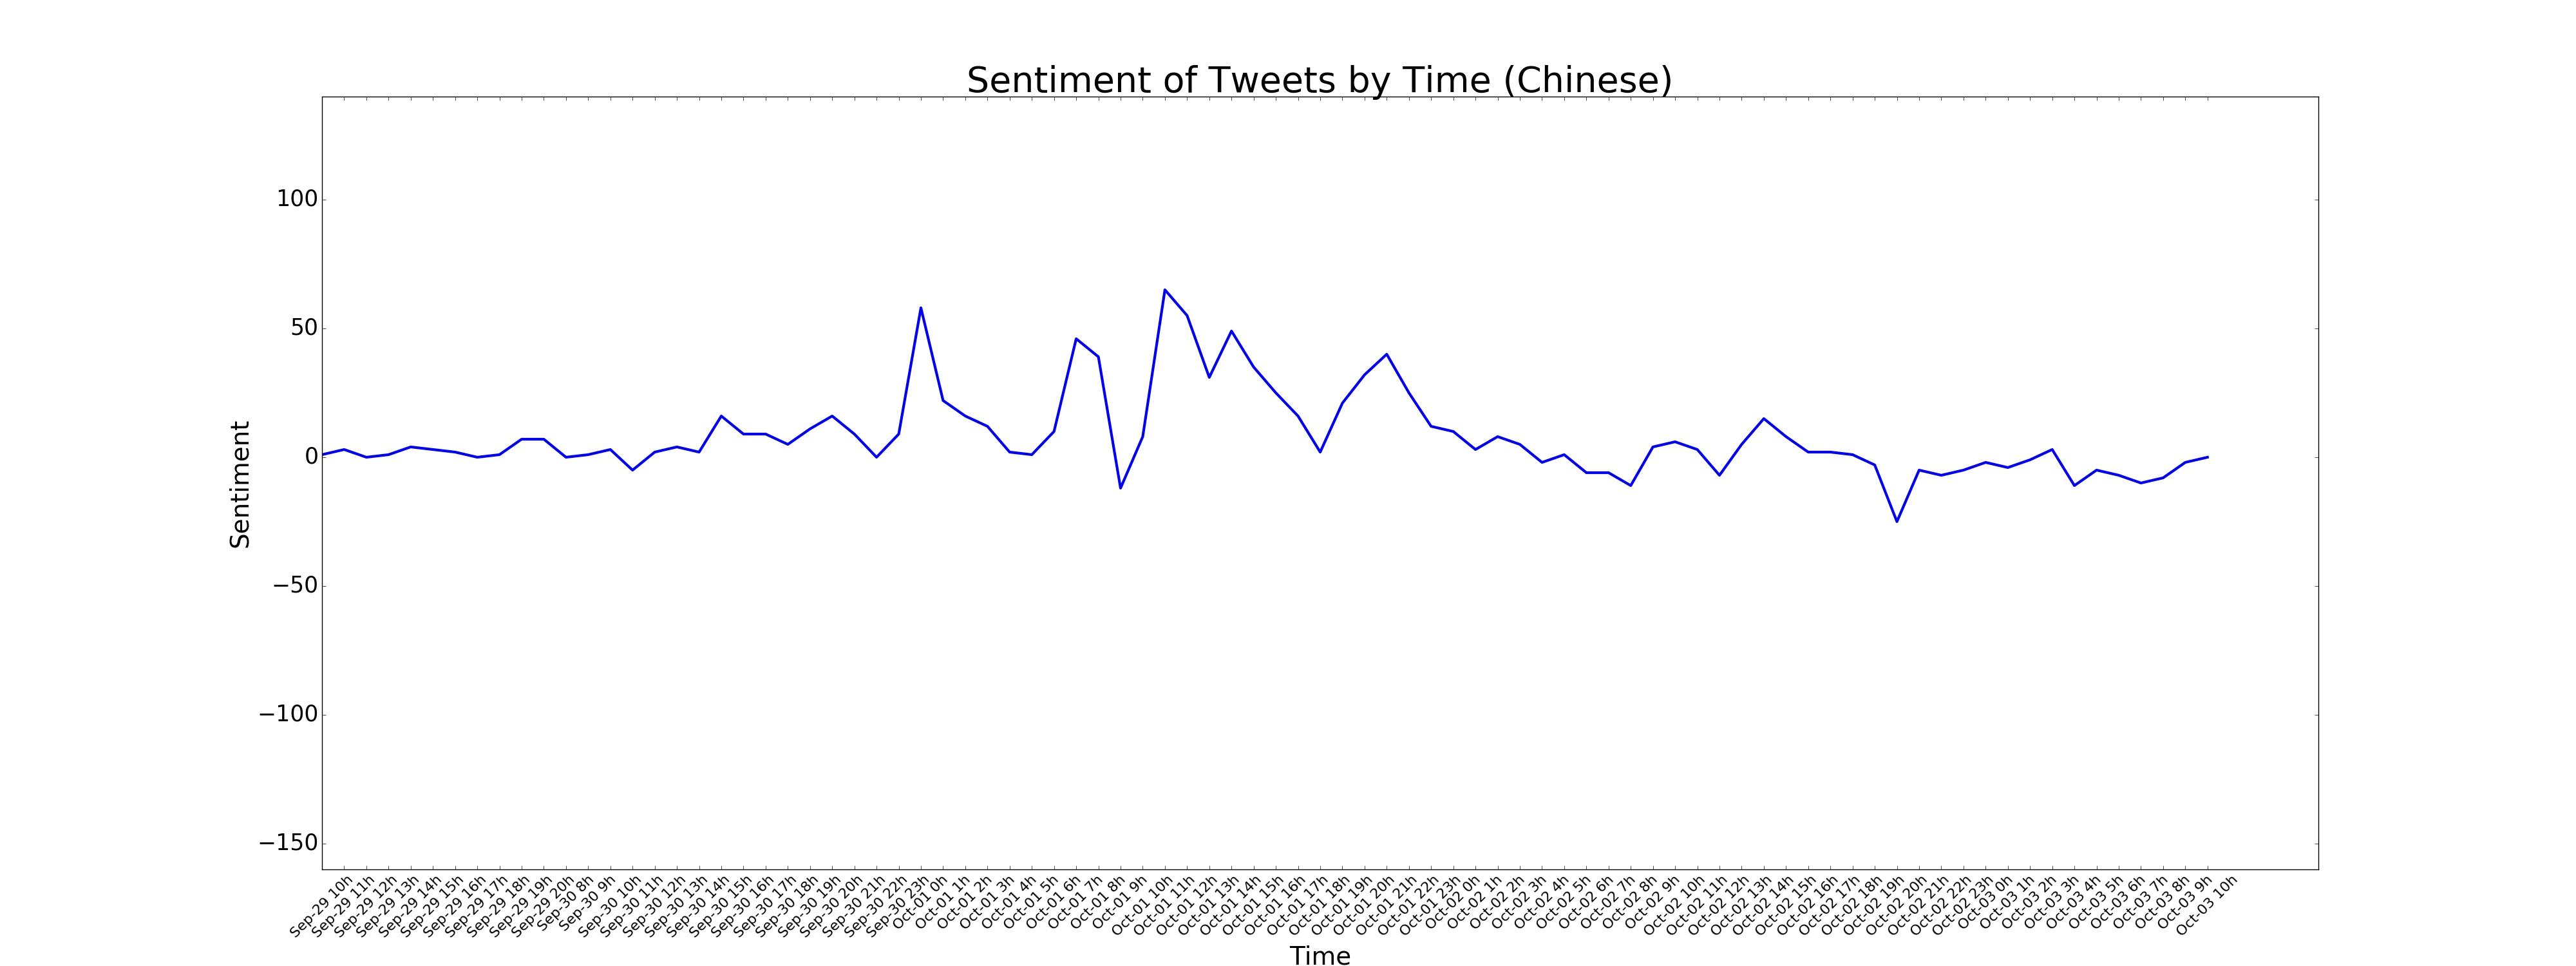 Sentiment of Tweets by Time (Chinese)
100
50
0
−50
−100
−150
Sentiment
Sep-29 10h
Sep-29 11h
Sep-29 12h
Sep-29 13h
Sep-29 14h
Sep-29 15h
Sep-29 16h
Sep-29 17h
Sep-29 18h
Sep-29 19h
Sep-29 20h
Sep-30 8h
Sep-30 9h
Sep-30 10h
Sep-30 11h
Sep-30 12h
Sep-30 13h
Sep-30 14h
Sep-30 15h
Sep-30 16h
Sep-30 17h
Sep-30 18h
Sep-30 19h
Sep-30 20h
Sep-30 21h
Sep-30 22h
Sep-30 23h
Oct-01 0h
Oct-01 1h
Oct-01 2h
Oct-01 3h
Oct-01 4h
Oct-01 5h
Oct-01 6h
Oct-01 7h
Oct-01 8h
Oct-01 9h
Oct-01 10h
Oct-01 11h
Oct-01 12h
Oct-01 13h
Oct-01 14h
Oct-01 15h
Oct-01 16h
Oct-01 17h
Oct-01 18h
Oct-01 19h
Oct-01 20h
Oct-01 21h
Oct-01 22h
Oct-01 23h
Oct-02 0h
Oct-02 1h
Oct-02 2h
Oct-02 3h
Oct-02 4h
Oct-02 5h
Oct-02 6h
Oct-02 7h
Oct-02 8h
Oct-02 9h
Oct-02 10h
Oct-02 11h
Oct-02 12h
Oct-02 13h
Oct-02 14h
Oct-02 15h
Oct-02 16h
Oct-02 17h
Oct-02 18h
Oct-02 19h
Oct-02 20h
Oct-02 21h
Oct-02 22h
Oct-02 23h
Oct-03 0h
Oct-03 1h
Oct-03 2h
Oct-03 3h
Oct-03 4h
Oct-03 5h
Oct-03 6h
Oct-03 7h
Oct-03 8h
Oct-03 9h
Oct-03 10h
Time